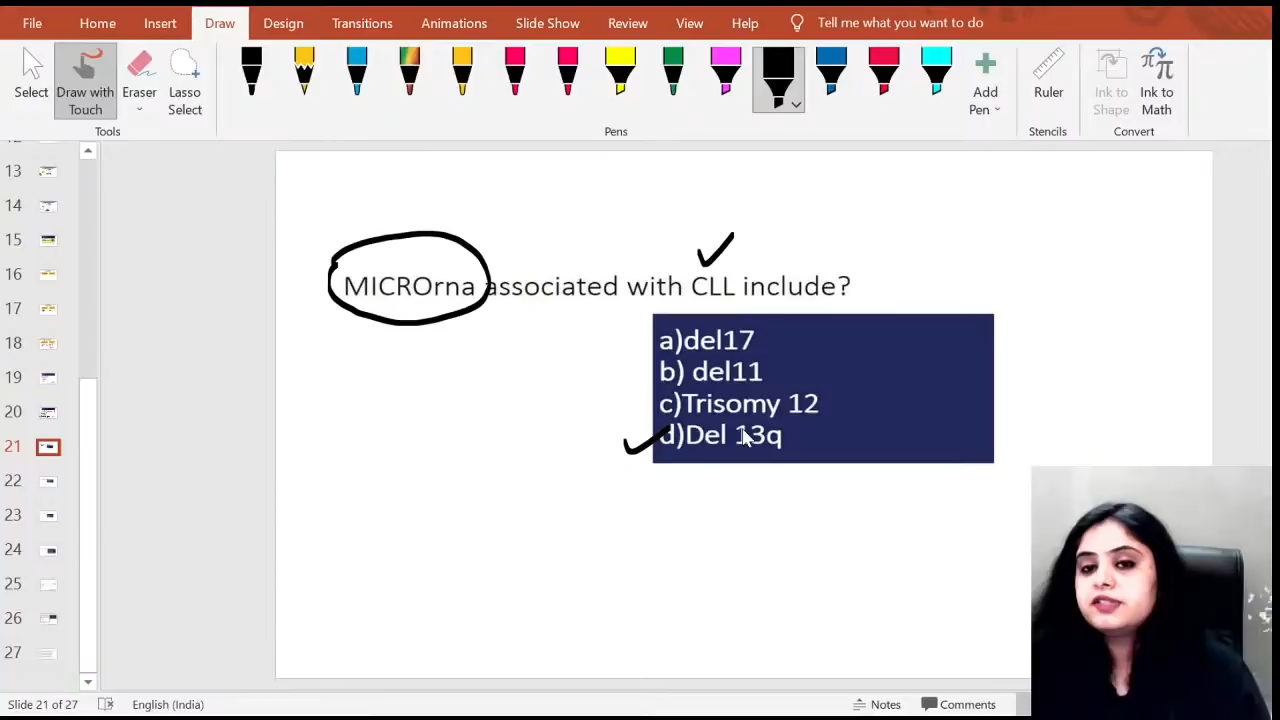 File Home Insert Draw Design Transitions Animations Slide Show Review View Help Tell me what you want to do
Select
Draw with
Touch
Eraser
Lasso
Select
Add
Pen
Ruler
Ink to
Shape
Ink to
Math
Tools Pens Stencils Convert
13
14
15
16
17
18
19
20
21
22
23
24
25
26
27
MICROrna associated with CLL include?
a)del17
b) del11
c)Trisomy 12
d)Del 13q
Slide 21 of 27 English (India) Notes Comments